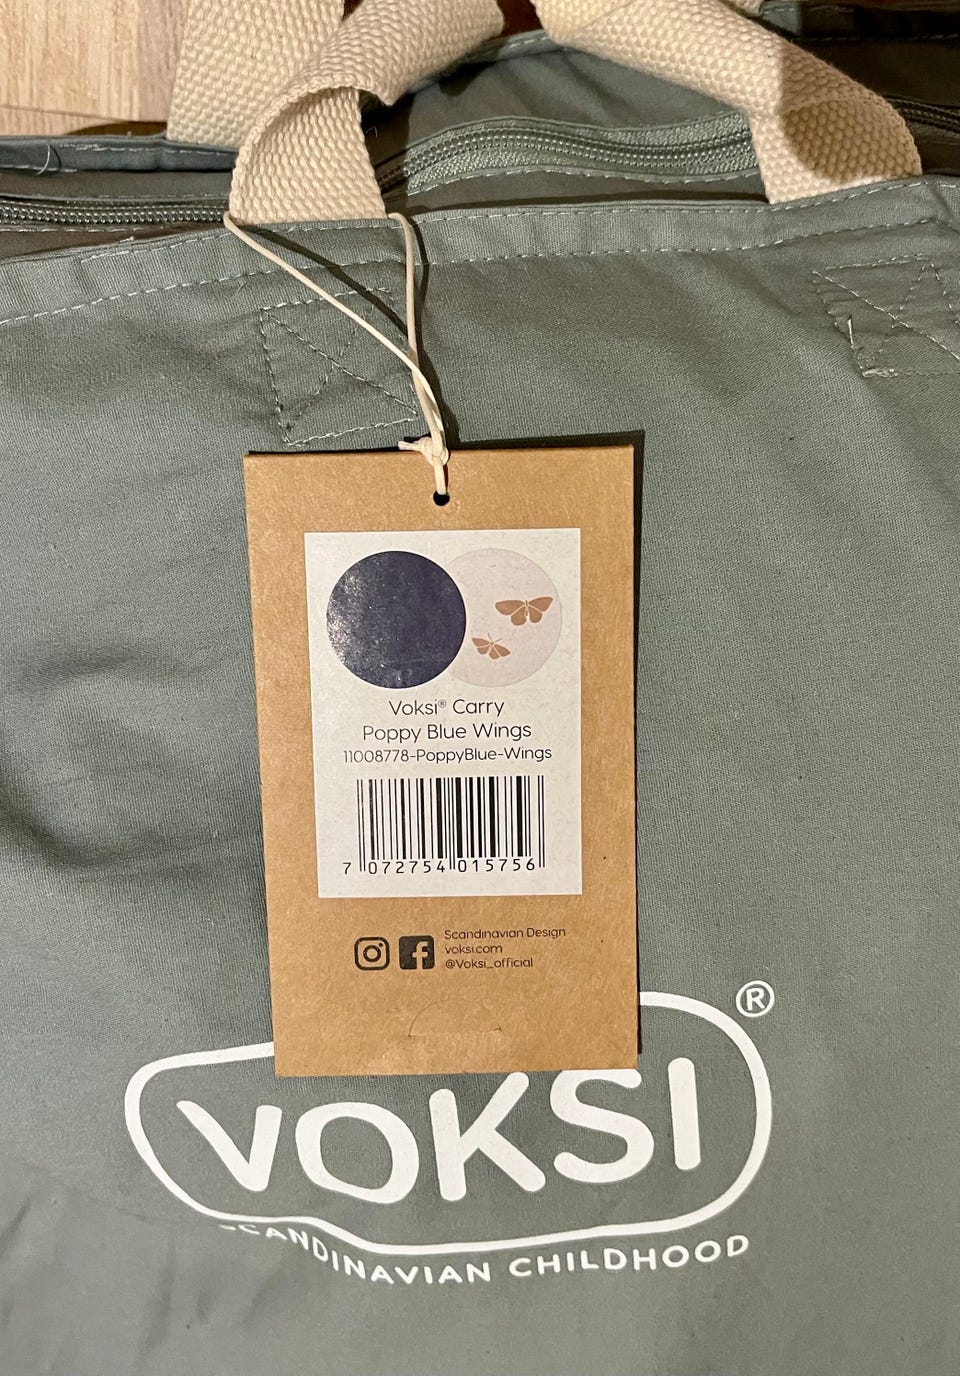 Voksi® Carry
Poppy Blue Wings
11008778-PoppyBlue-Wings
7 072754 015756
Scandinavian Design
voksi.com
@Voksi_official
VOKSI®
SCANDINAVIAN CHILDHOOD